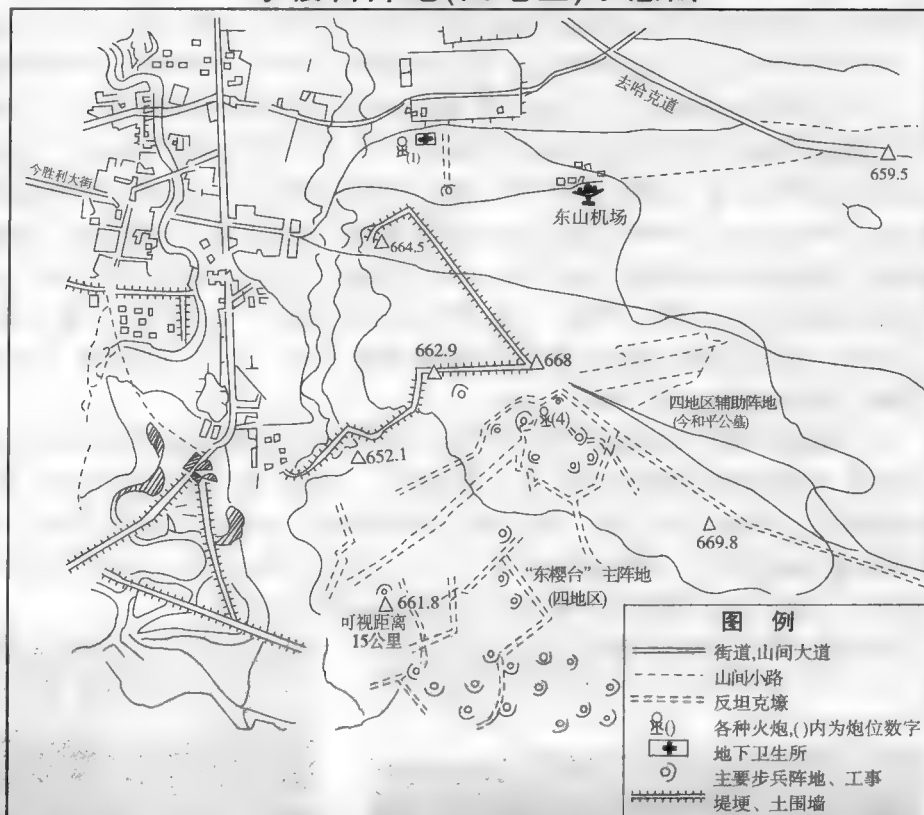 去哈克道
659.5
(1)
今胜利大街
东山机场
664.5
662.9
668
四地区辅助阵地
(今和平公墓)
(4)
652.1
669.8
“东樱台”主阵地
(四地区)
661.8
可视距离
15公里
图 例
街道,山间大道
山间小路
反坦克壕
()
各种火炮,( )内为炮位数字
地下卫生所
主要步兵阵地、工事
堤埂、土围墙